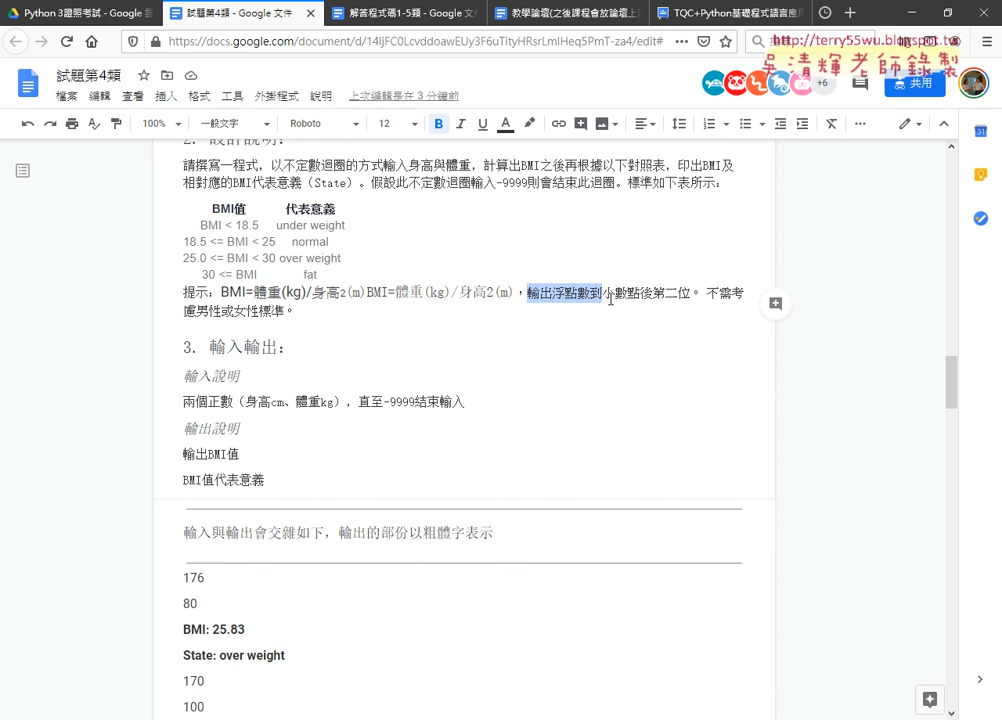 Python 3證照考試 - Google 雲
試題第4類 - Google 文件
解答程式碼1-5類 - Google 文
教學論壇(之後課程會放論壇上
TQC+Python基礎程式語言應用
https://docs.google.com/document/d/14IjFC0LcvddoawEUy3F6uTityHRsrLmlHeq5PmT-za4/edit#
http://terry55wu.blogspot.tw
吳清輝老師錄製
試題第4類
檔案 編輯 查看 插入 格式 工具 外掛程式 說明 上次編輯是在 3 分鐘前
+6
共用
100% 一般文字 Roboto 12 B I U A
31
2. 設計說明:
請撰寫一程式，以不定數迴圈的方式輸入身高與體重，計算出BMI之後再根據以下對照表，印出BMI及
相對應的BMI代表意義（State）。假設此不定數迴圈輸入-9999則會結束此迴圈。標準如下表所示:
BMI值 代表意義
BMI < 18.5 under weight
18.5 <= BMI < 25 normal
25.0 <= BMI < 30 over weight
30 <= BMI fat
提示: BMI=體重(kg)/身高2(m)BMI=體重(kg)/身高2(m)，輸出浮點數到小數點後第二位。 不需考
慮男性或女性標準。
3. 輸入輸出:
輸入說明
兩個正數（身高cm、體重kg），直至-9999結束輸入
輸出說明
輸出BMI值
BMI值代表意義
輸入與輸出會交雜如下，輸出的部份以粗體字表示
176
80
BMI: 25.83
State: over weight
170
100